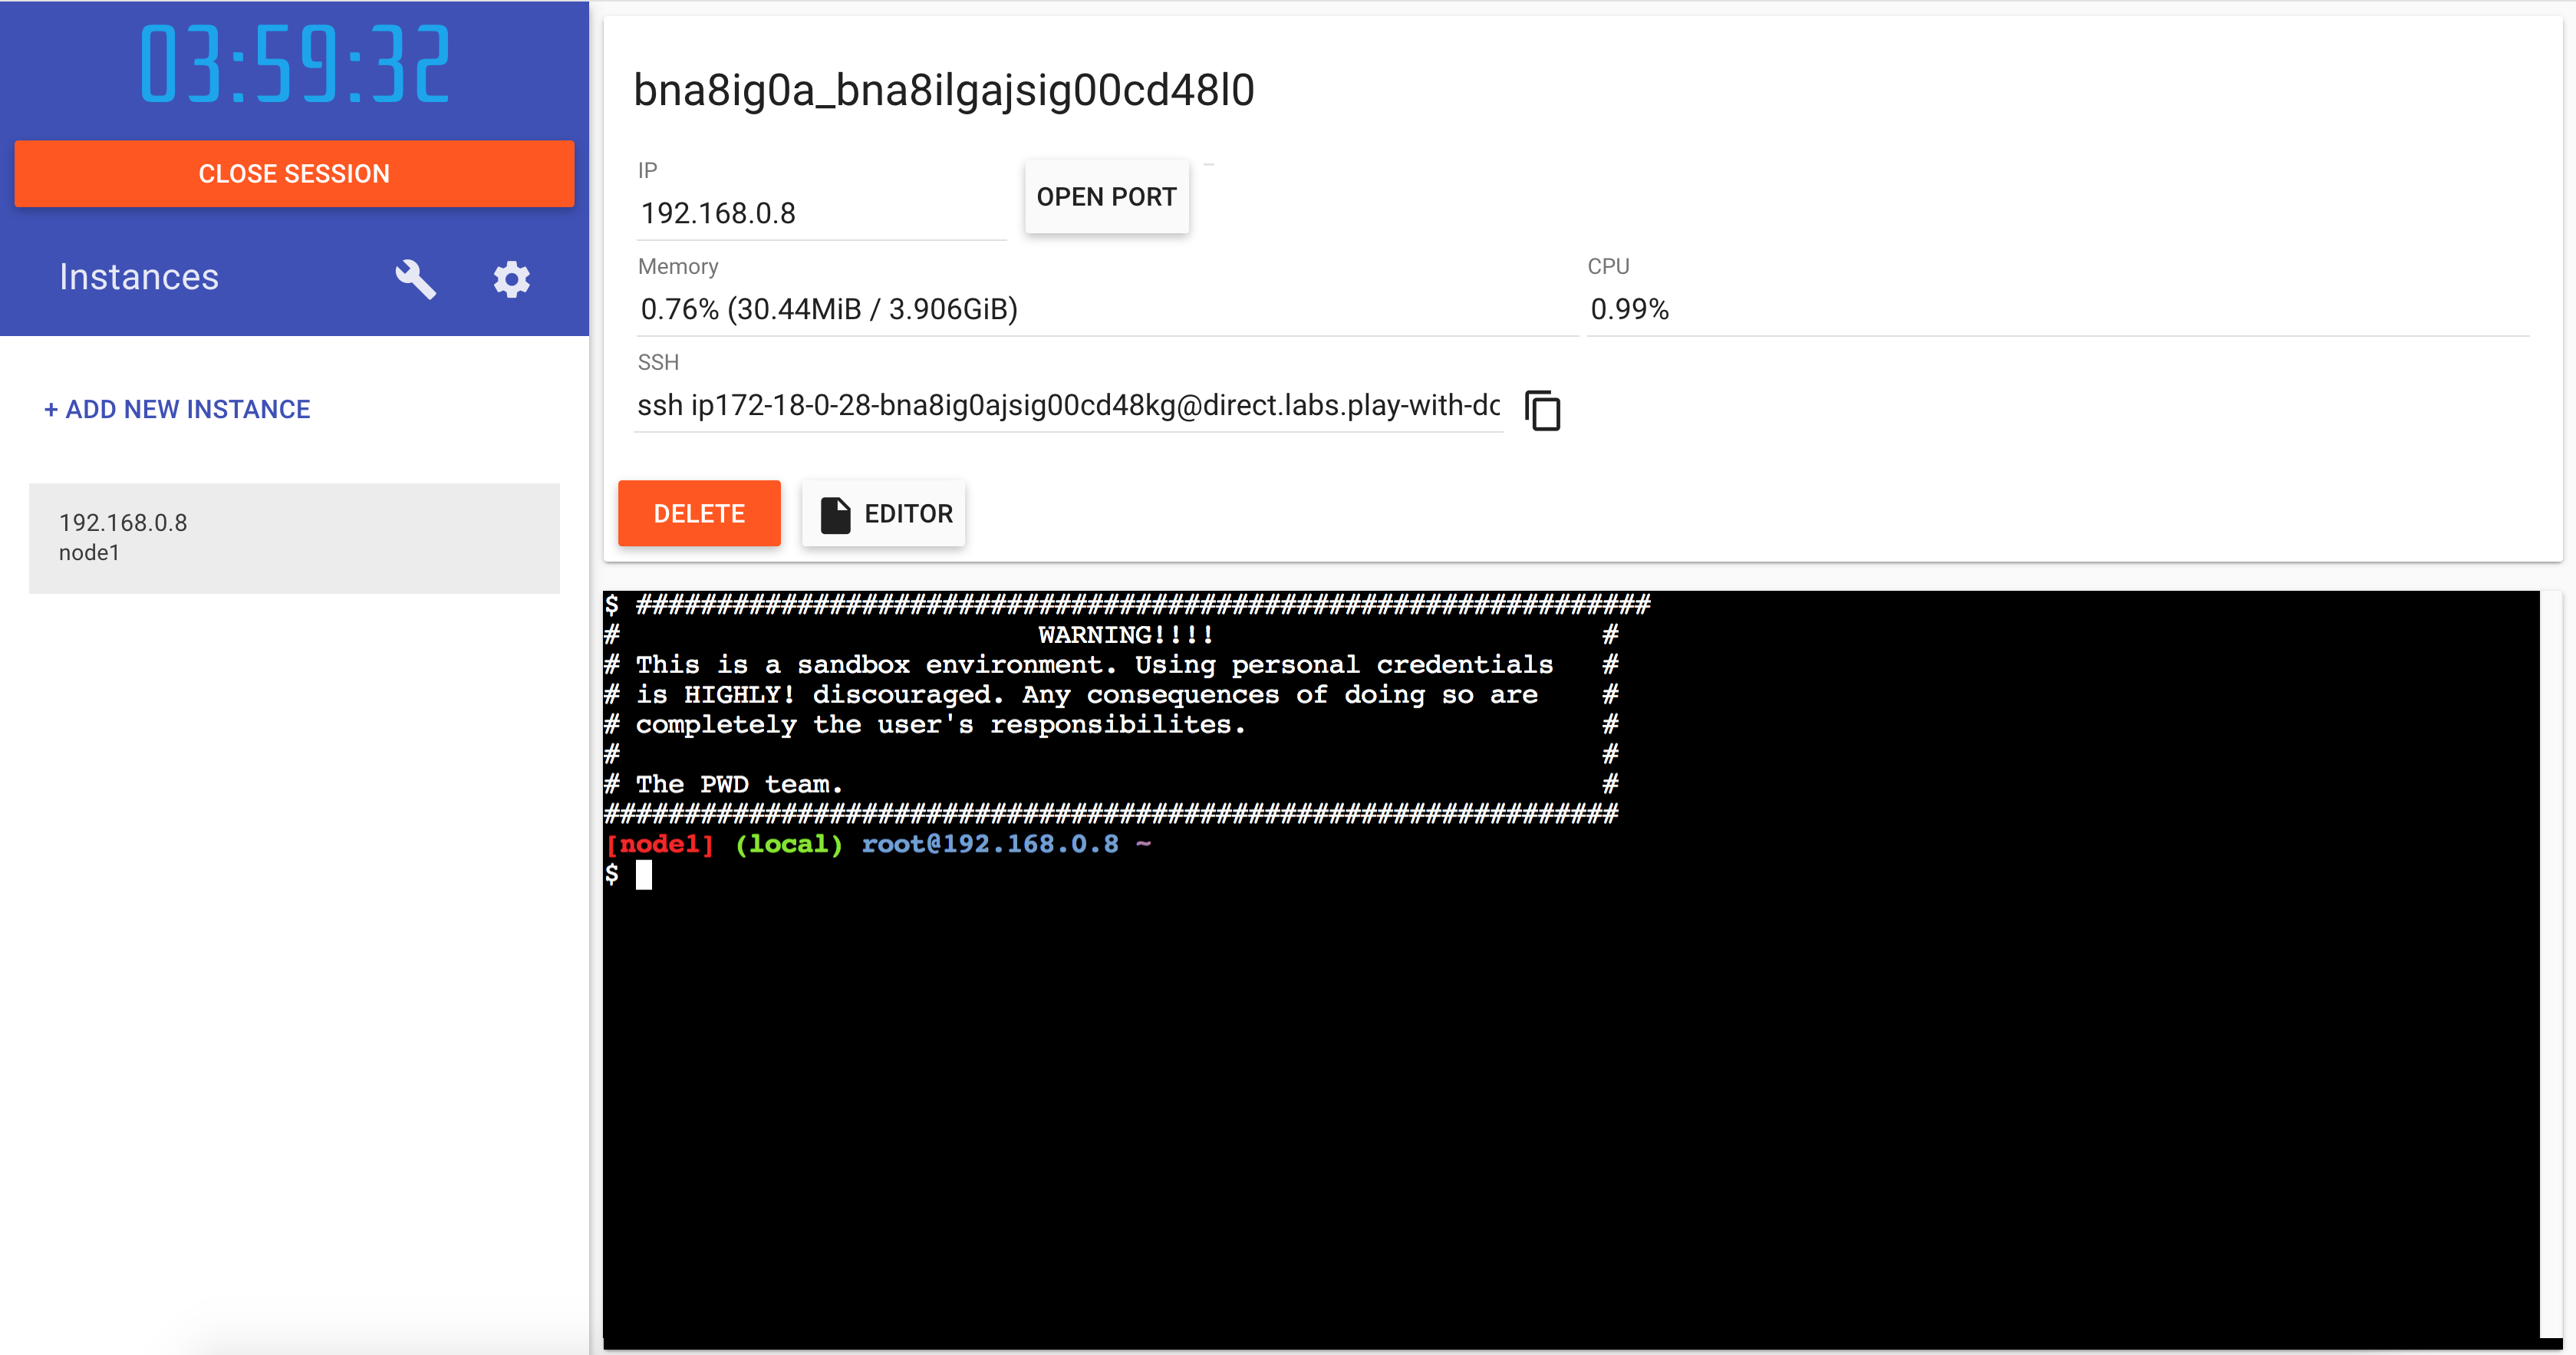 03:59:32
CLOSE SESSION
Instances
+ ADD NEW INSTANCE
192.168.0.8
node1
bna8ig0a_bna8ilgajsig00cd48l0
IP
192.168.0.8
OPEN PORT
Memory
0.76% (30.44MiB / 3.906GiB)
CPU
0.99%
SSH
ssh ip172-18-0-28-bna8ig0ajsig00cd48kg@direct.labs.play-with-dc
DELETE
EDITOR
$ ###############################################################
# WARNING!!!! #
# This is a sandbox environment. Using personal credentials #
# is HIGHLY! discouraged. Any consequences of doing so are #
# completely the user's responsibilites. #
# #
# The PWD team. #
###############################################################
[node1] (local) root@192.168.0.8 ~
$